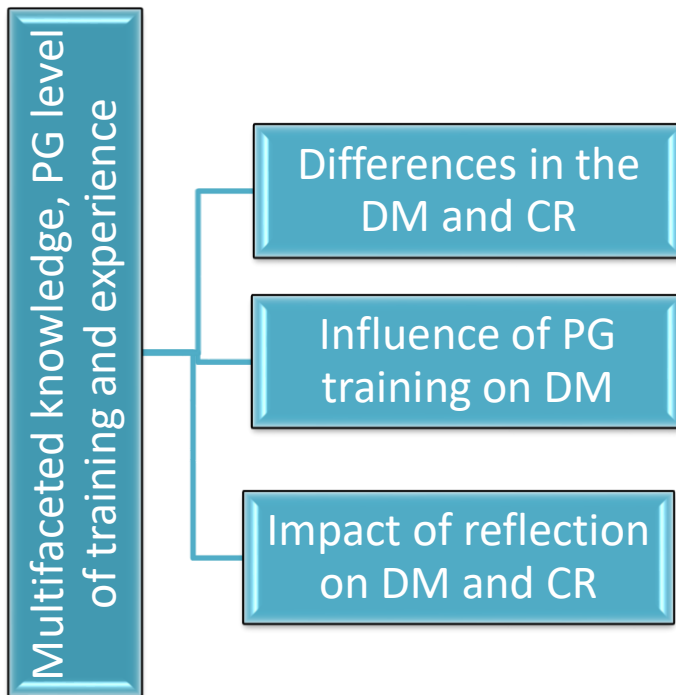 Multifaceted knowledge, PG level
of training and experience
Differences in the
DM and CR
Influence of PG
training on DM
Impact of reflection
on DM and CR